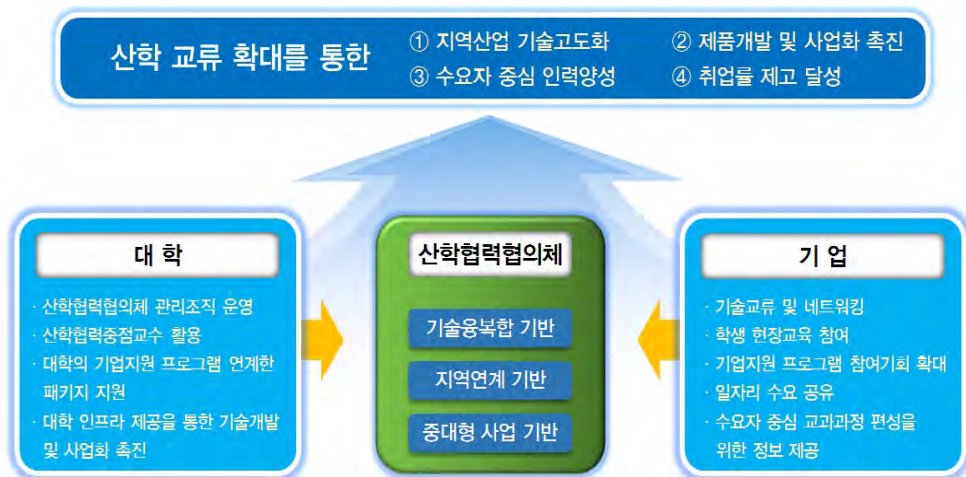 산학 교류 확대를 통한
① 지역산업 기술고도화
② 제품개발 및 사업화 촉진
③ 수요자 중심 인력양성
④ 취업률 제고 달성
대 학
· 산학협력협의체 관리조직 운영
· 산학협력중점교수 활용
· 대학의 기업지원 프로그램 연계한
패키지 지원
· 대학 인프라 제공을 통한 기술개발
및 사업화 촉진
산학협력협의체
기술융복합 기반
지역연계 기반
중대형 사업 기반
기 업
· 기술교류 및 네트워킹
· 학생 현장교육 참여
· 기업지원 프로그램 참여기회 확대
· 일자리 수요 공유
· 수요자 중심 교과과정 편성을
위한 정보 제공